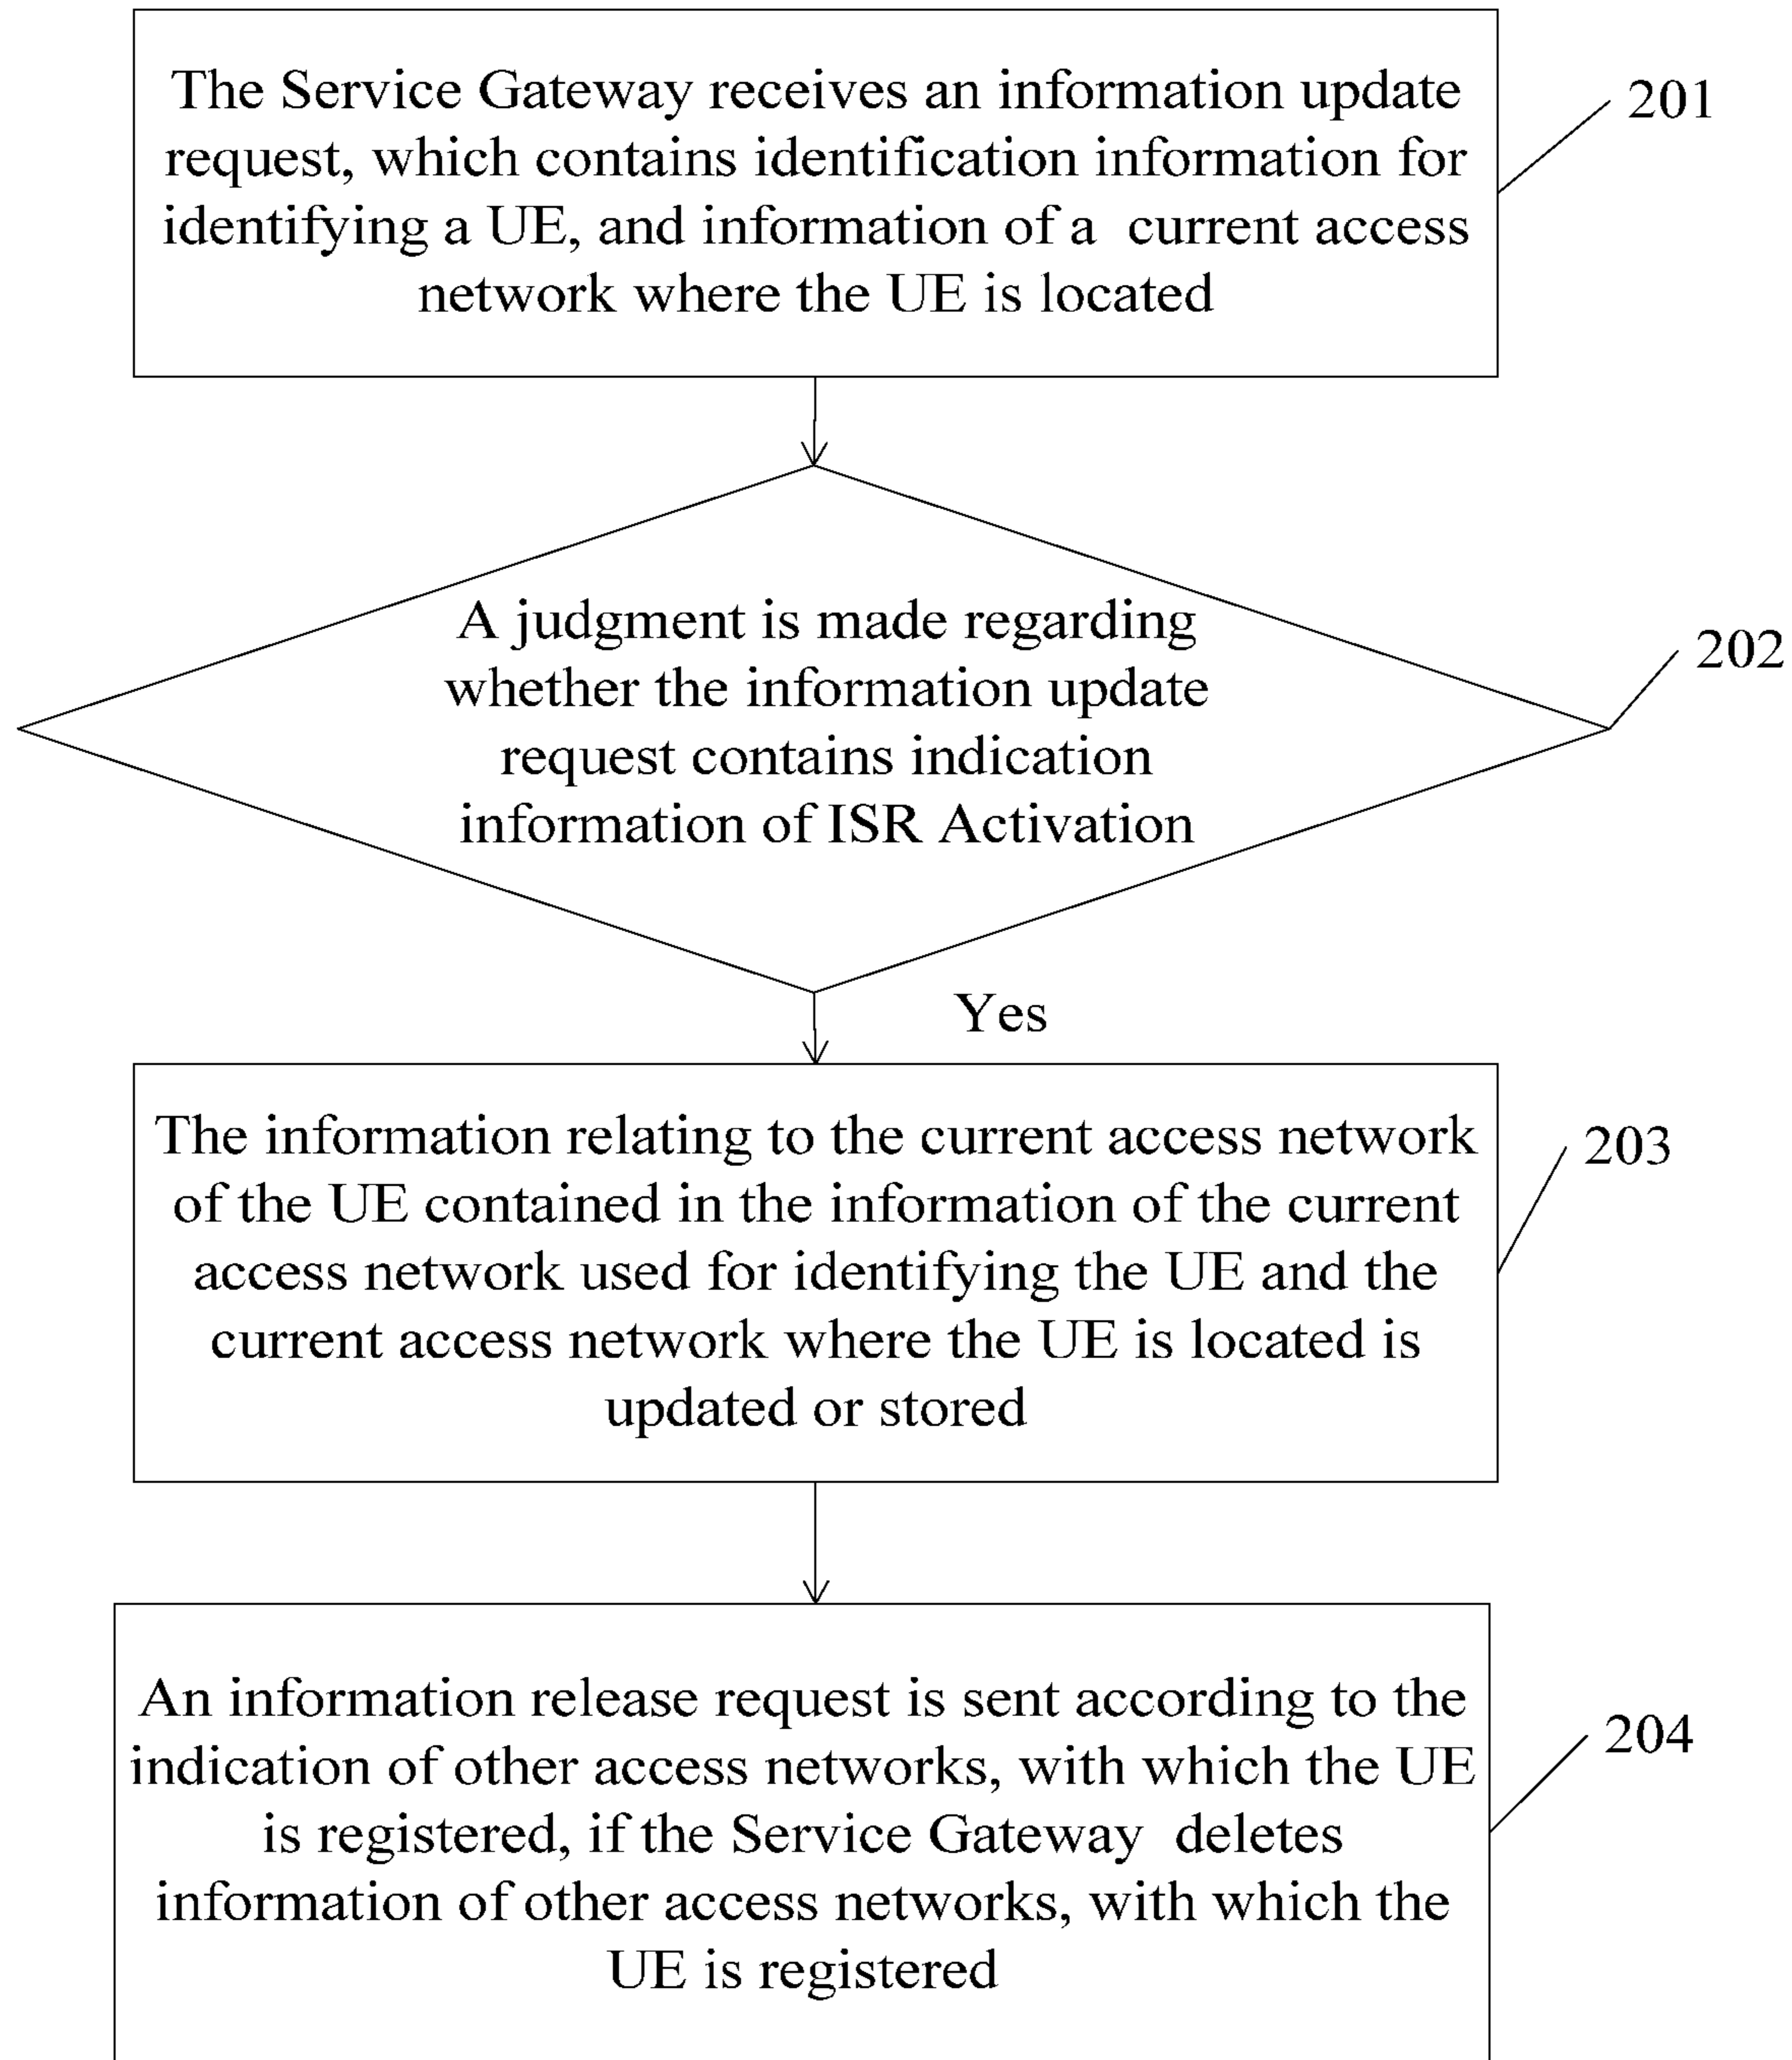 The Service Gateway receives an information update
request, which contains identification information for
identifying a UE, and information of a current access
network where the UE is located
201
A judgment is made regarding
whether the information update
request contains indication
information of ISR Activation
202
Yes
The information relating to the current access network
of the UE contained in the information of the current
access network used for identifying the UE and the
current access network where the UE is located is
updated or stored
203
An information release request is sent according to the
indication of other access networks, with which the UE
is registered, if the Service Gateway deletes
information of other access networks, with which the
UE is registered
204